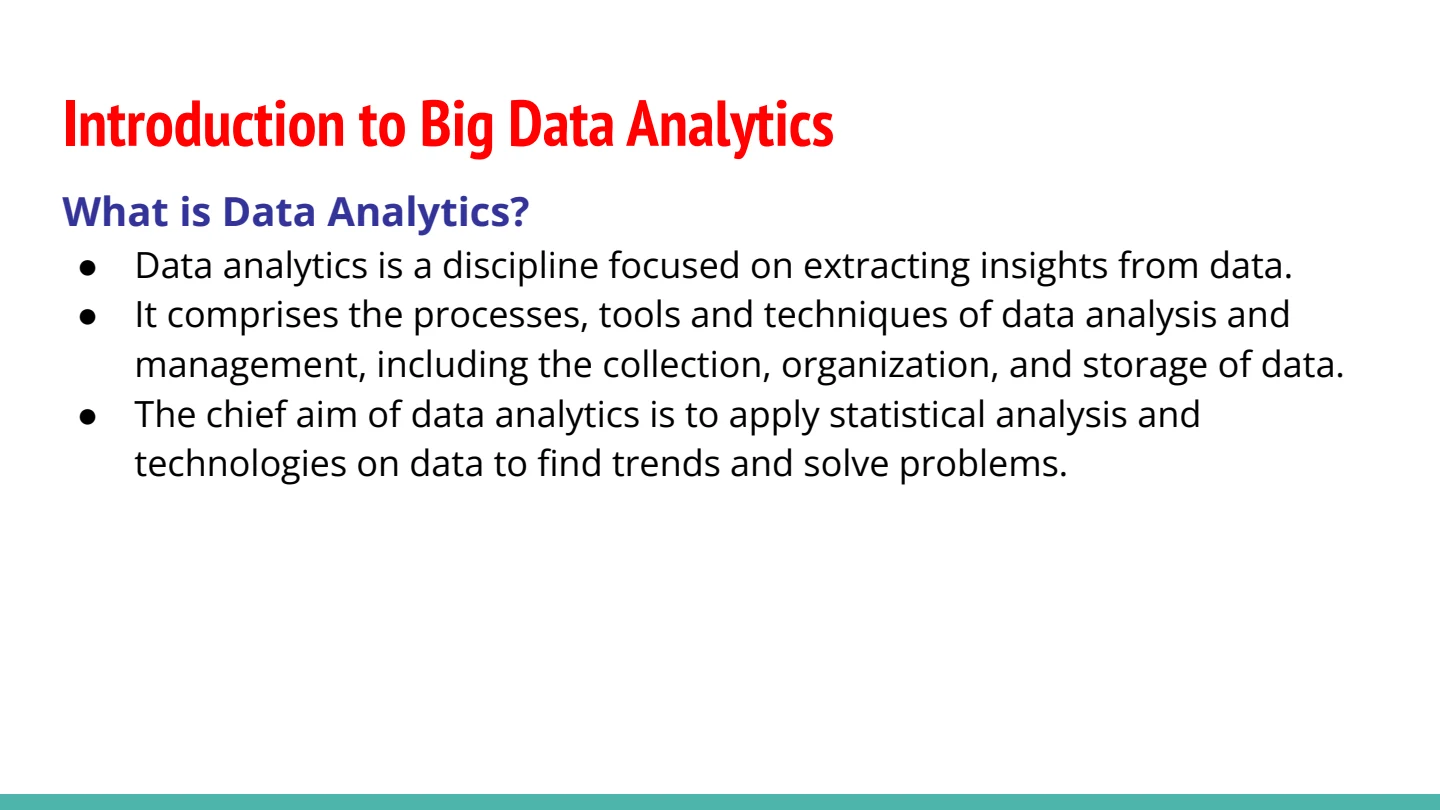 Introduction to Big Data Analytics
What is Data Analytics?
● Data analytics is a discipline focused on extracting insights from data.
● It comprises the processes, tools and techniques of data analysis and
management, including the collection, organization, and storage of data.
● The chief aim of data analytics is to apply statistical analysis and
technologies on data to find trends and solve problems.